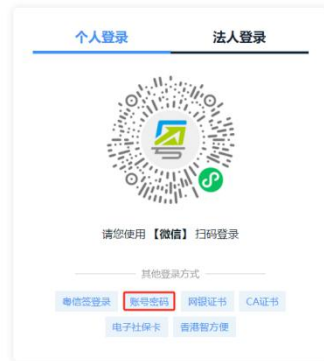 个人登录 法人登录
请您使用【微信】扫码登录
其他登录方式
粤信签登录 账号密码 网银证书 CA证书
电子社保卡 香港智方便